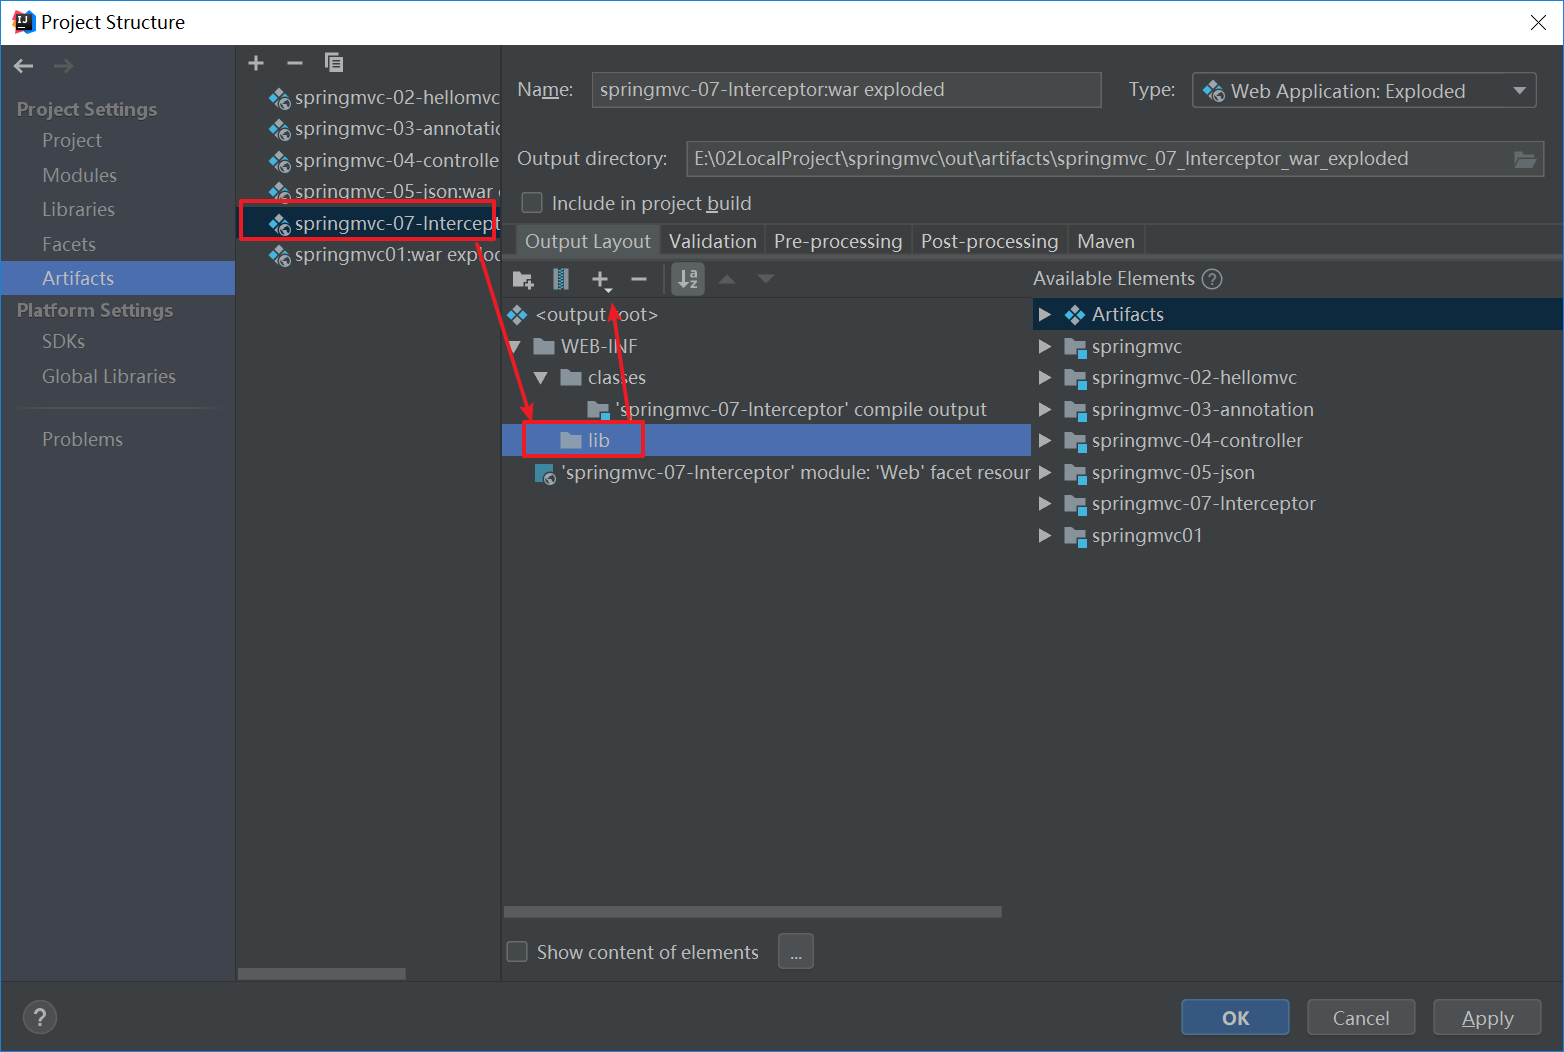 Project Structure
Project Settings
Project
Modules
Libraries
Facets
Artifacts
Platform Settings
SDKs
Global Libraries
Problems
springmvc-02-hellomvc
springmvc-03-annotatic
springmvc-04-controlle
springmvc-05-json:war e
springmvc-07-Intercept
springmvc01:war explod
Name: springmvc-07-Interceptor:war exploded
Type: Web Application: Exploded
Output directory: E:\02LocalProject\springmvc\out\artifacts\springmvc_07_Interceptor_war_exploded
Include in project build
Output Layout Validation Pre-processing Post-processing Maven
<output root>
WEB-INF
classes
'springmvc-07-Interceptor' compile output
lib
'springmvc-07-Interceptor' module: 'Web' facet resour
Available Elements ?
Artifacts
springmvc
springmvc-02-hellomvc
springmvc-03-annotation
springmvc-04-controller
springmvc-05-json
springmvc-07-Interceptor
springmvc01
Show content of elements ...
? OK Cancel Apply